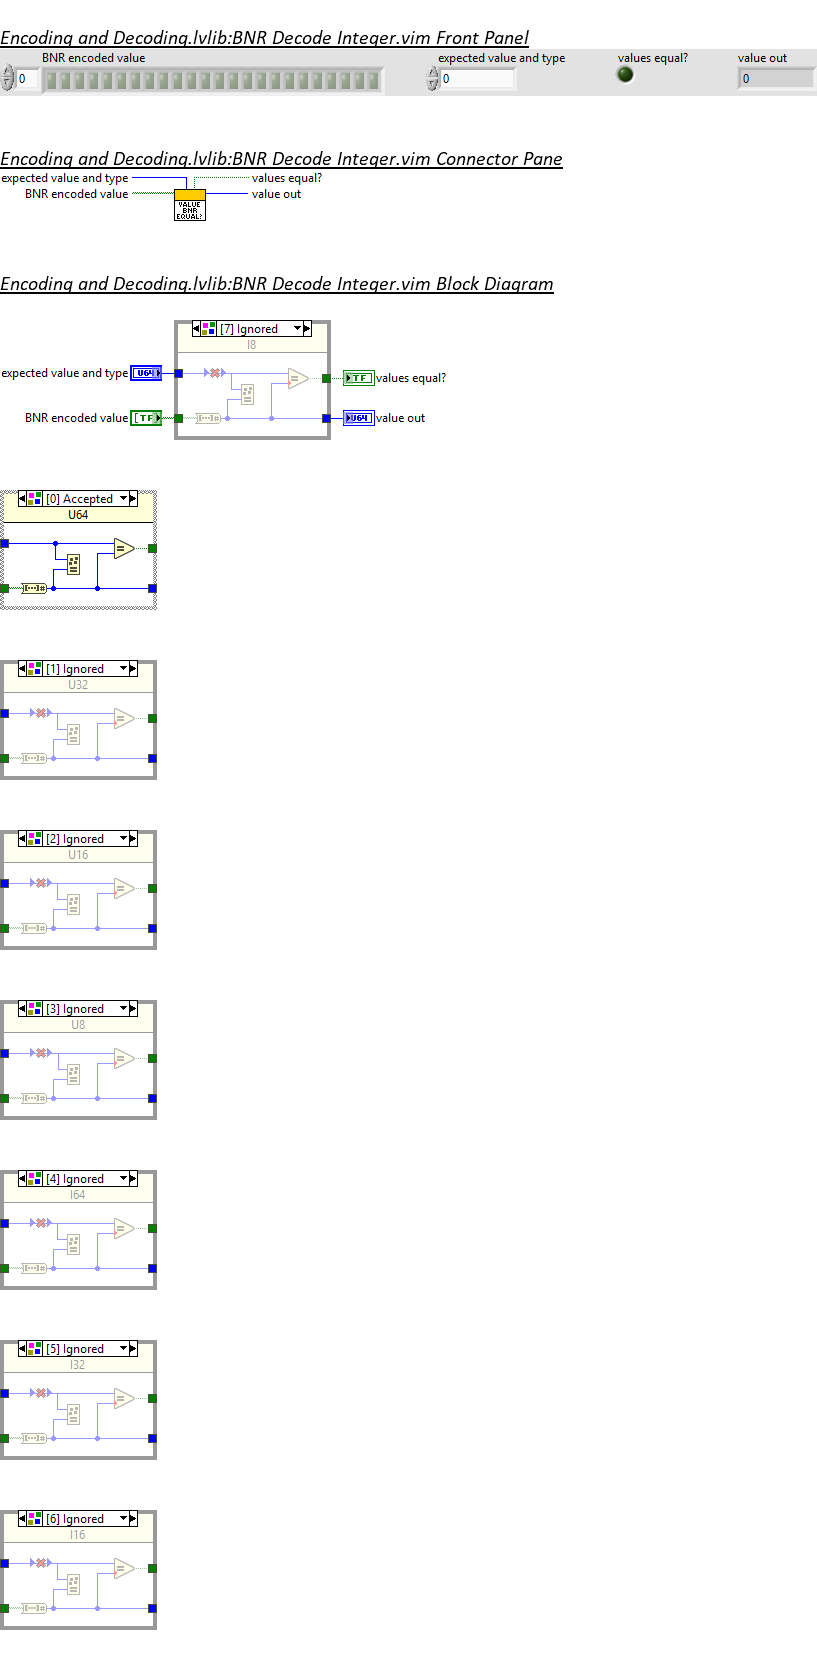 Encoding and Decoding.lvlib:BNR Decode Integer.vim Front Panel
BNR encoded value expected value and type values equal? value out
0 0 0
Encoding and Decoding.lvlib:BNR Decode Integer.vim Connector Pane
expected value and type values equal?
BNR encoded value value out
VALUE
BNR
EQUAL?
Encoding and Decoding.lvlib:BNR Decode Integer.vim Block Diagram
[7] Ignored
I8
expected value and type U64 TF values equal?
BNR encoded value [TF U64 value out
[0] Accepted
U64
[1] Ignored
U32
[2] Ignored
U16
[3] Ignored
U8
[4] Ignored
I64
[5] Ignored
I32
[6] Ignored
I16